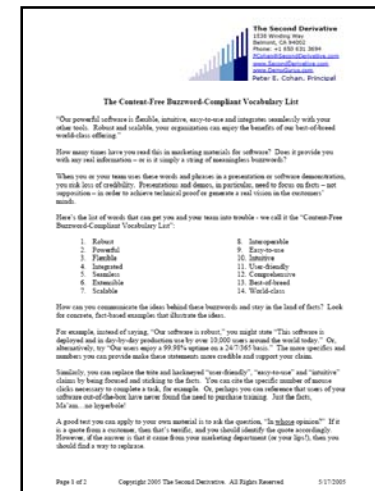 The Second Derivative
1538 Winding Way
Belmont, CA 94002
Phone: +1 650 631 3694
PCohan@SecondDerivative.com
www.SecondDerivative.com
www.DemoGurus.com
Peter E. Cohan, Principal
The Content-Free Buzzword-Compliant Vocabulary List
“Our powerful software is flexible, intuitive, easy-to-use and integrates seamlessly with your
other tools. Robust and scalable, your organization can enjoy the benefits of our best-of-breed
world-class offering.”
How many times have you read this in marketing materials for software? Does it provide you
with any real information – or is it simply a string of meaningless buzzwords?
When you or your team uses these words and phrases in a presentation or software demonstration,
you risk loss of credibility. Presentations and demos, in particular, need to focus on facts – not
supposition – in order to achieve technical proof or generate a real vision in the customers’
minds.
Here’s the list of words that can get you and your team into trouble - we call it the “Content-Free
Buzzword-Compliant Vocabulary List”:
1. Robust
2. Powerful
3. Flexible
4. Integrated
5. Seamless
6. Extensible
7. Scalable
8. Interoperable
9. Easy-to-use
10. Intuitive
11. User-friendly
12. Comprehensive
13. Best-of-breed
14. World-class
How can you communicate the ideas behind these buzzwords and stay in the land of facts? Look
for concrete, fact-based examples that illustrate the ideas.
For example, instead of saying, “Our software is robust,” you might state “This software is
deployed and in day-by-day production use by over 10,000 users around the world today.” Or,
alternatively, try “Our users enjoy a 99.98% uptime on a 24/7/365 basis.” The more specifics and
numbers you can provide make these statements more credible and support your claim.
Similarly, you can replace the trite and hackneyed “user-friendly”, “easy-to-use” and “intuitive”
claims by being focused and sticking to the facts. You can cite the specific number of mouse
clicks necessary to complete a task, for example. Or, perhaps you can reference that users of your
software out-of-the-box have never found the need to purchase training. Just the facts,
Ma’am…no hyperbole!
A good test you can apply to your own material is to ask the question, “In whose opinion?” If it
is a quote from a customer, then that’s terrific, and you should identify the quote accordingly.
However, if the answer is that it came from your marketing department (or your lips!), then you
should find a way to rephrase.
Page 1 of 2 Copyright 2005 The Second Derivative. All Rights Reserved 5/17/2005